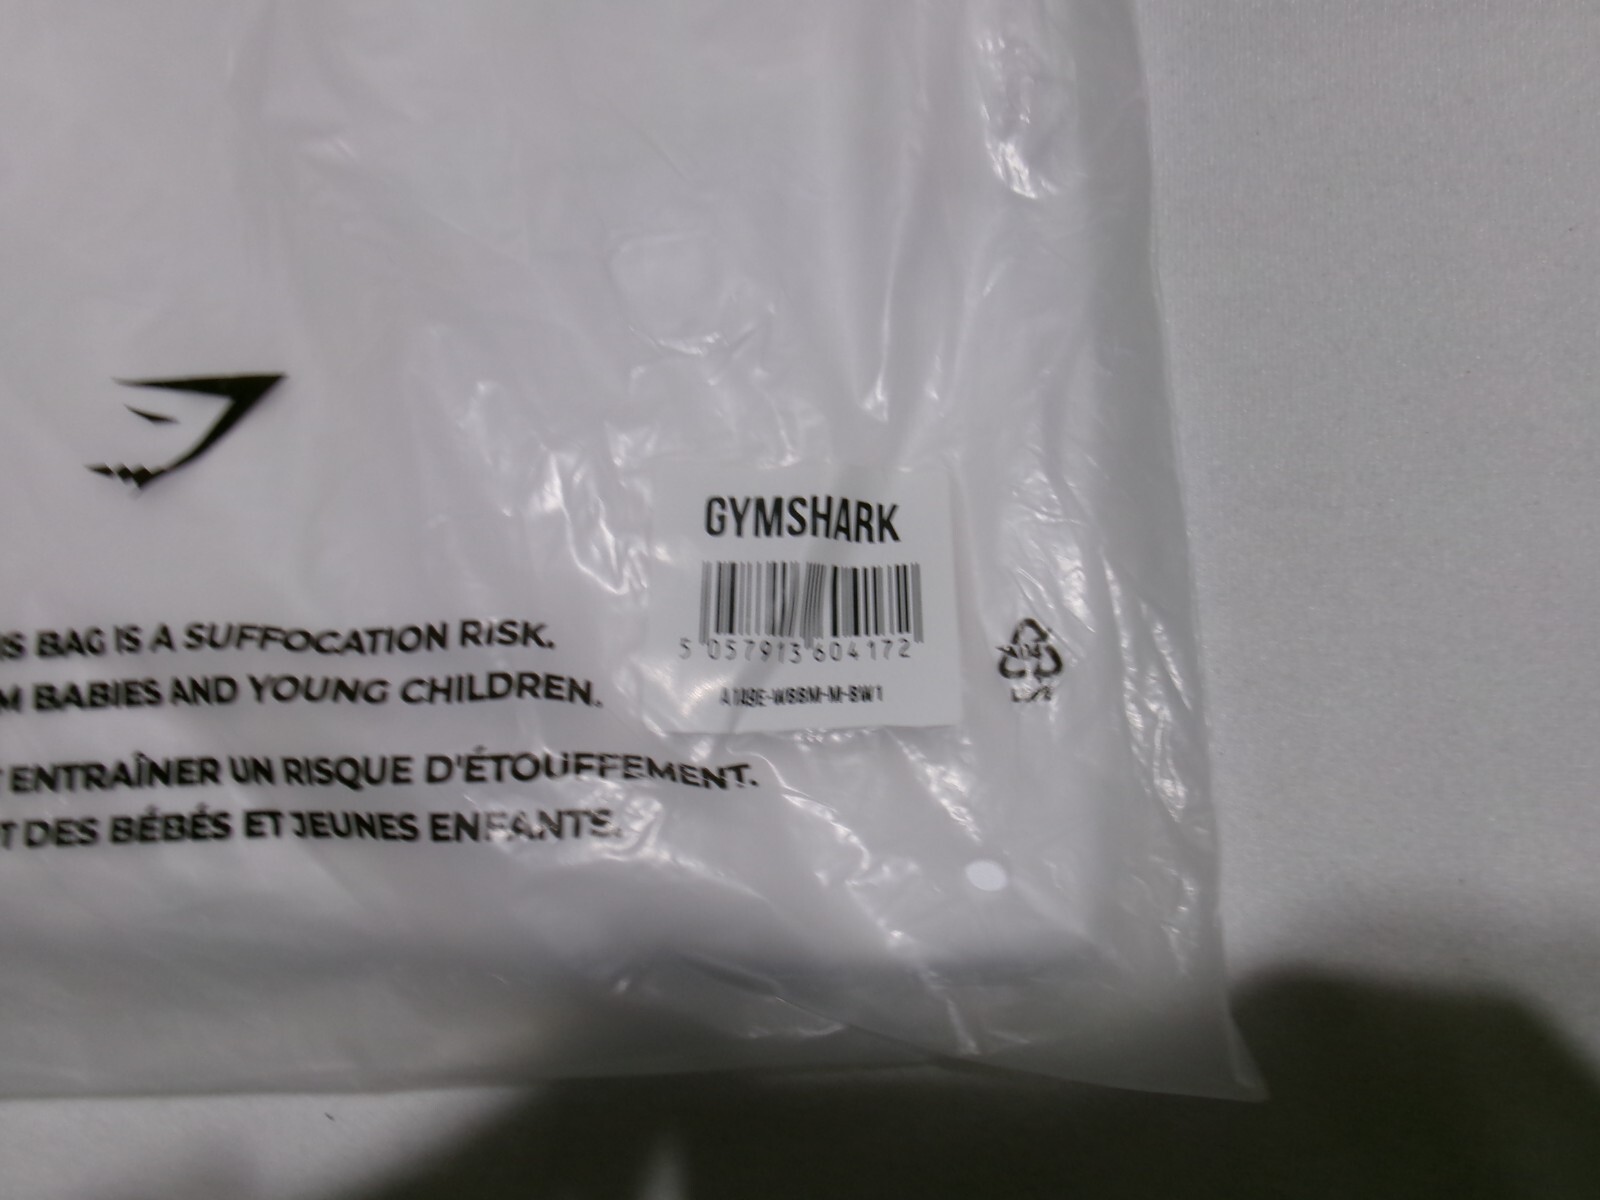 GYMSHARK
5 057913 604172
IS BAG IS A SUFFOCATION RISK.
M BABIES AND YOUNG CHILDREN.
ENTRAÎNER UN RISQUE D'ÉTOUFFEMENT.
T DES BÉBÉS ET JEUNES ENFANTS.
04